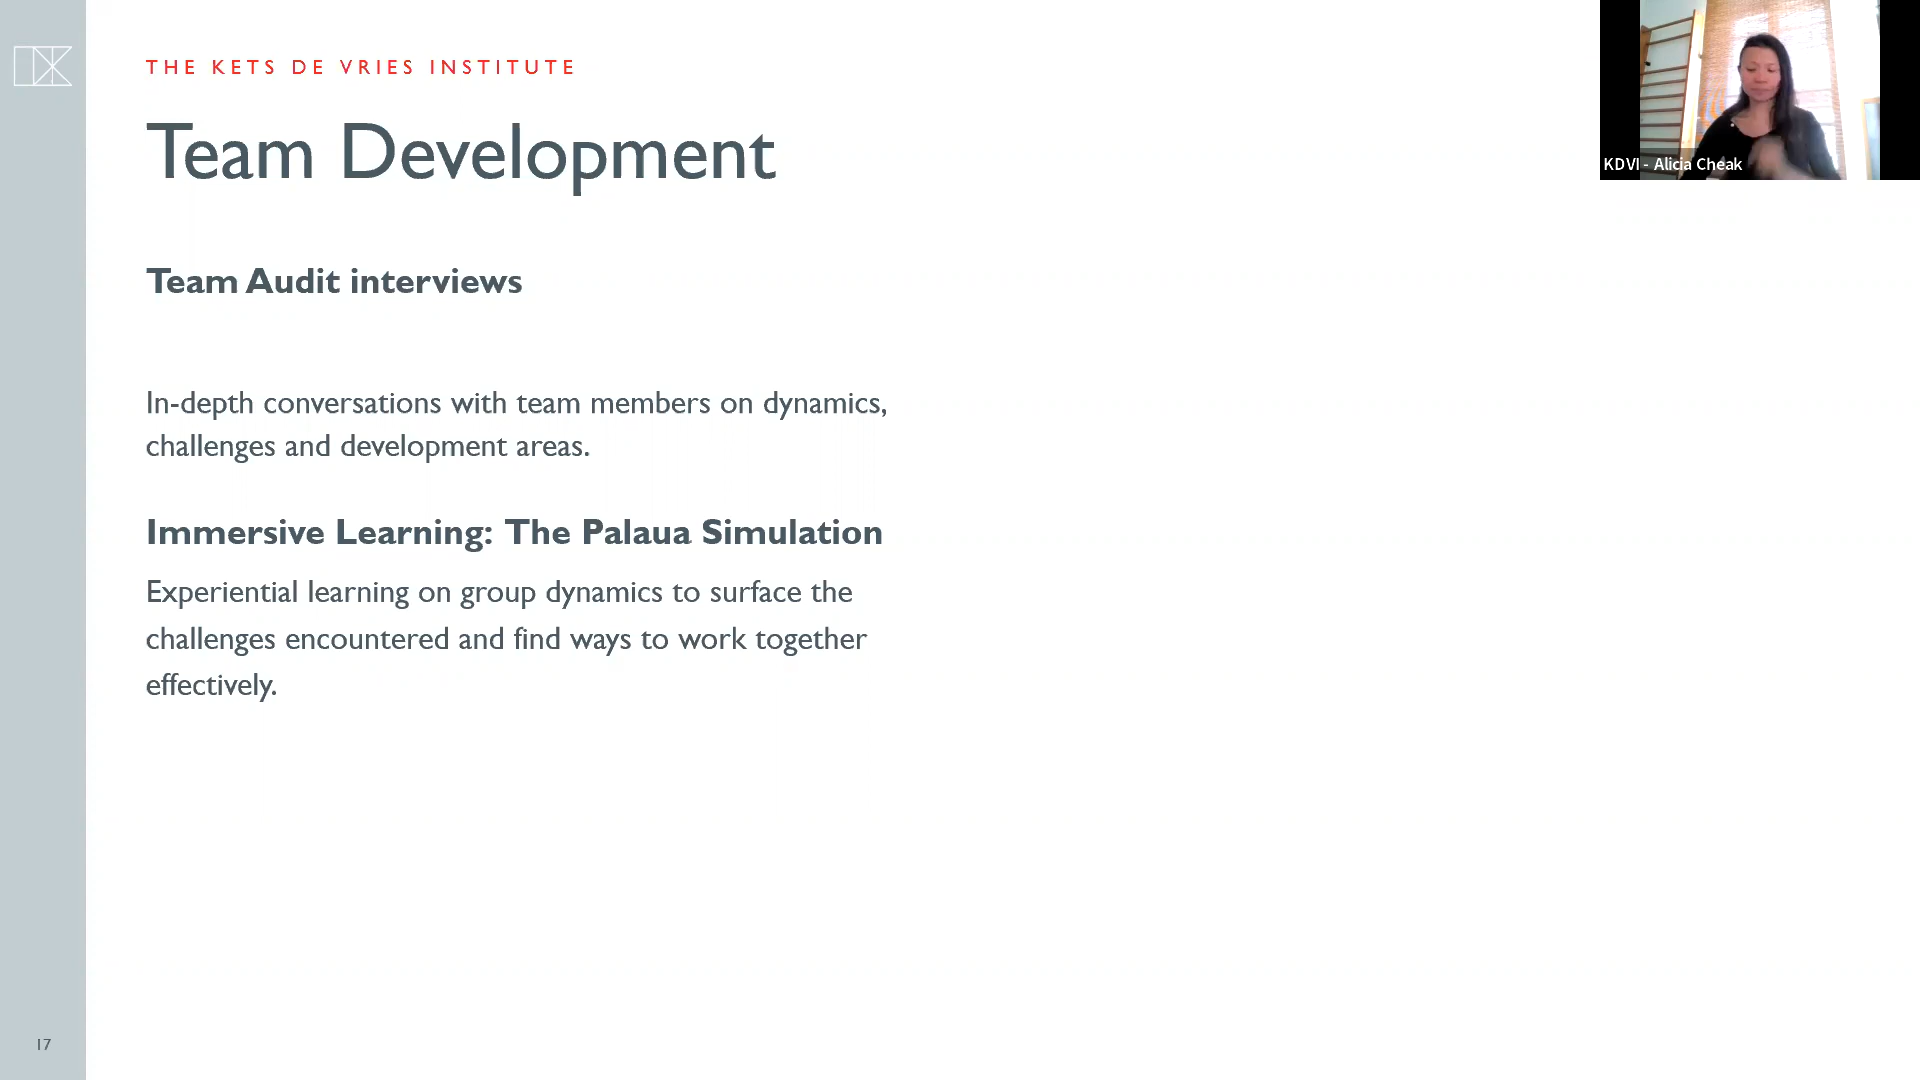 THE KETS DE VRIES INSTITUTE
Team Development
Team Audit interviews
In-depth conversations with team members on dynamics,
challenges and development areas.
Immersive Learning: The Palaua Simulation
Experiential learning on group dynamics to surface the
challenges encountered and find ways to work together
effectively.
17
KDVI - Alicia Cheak